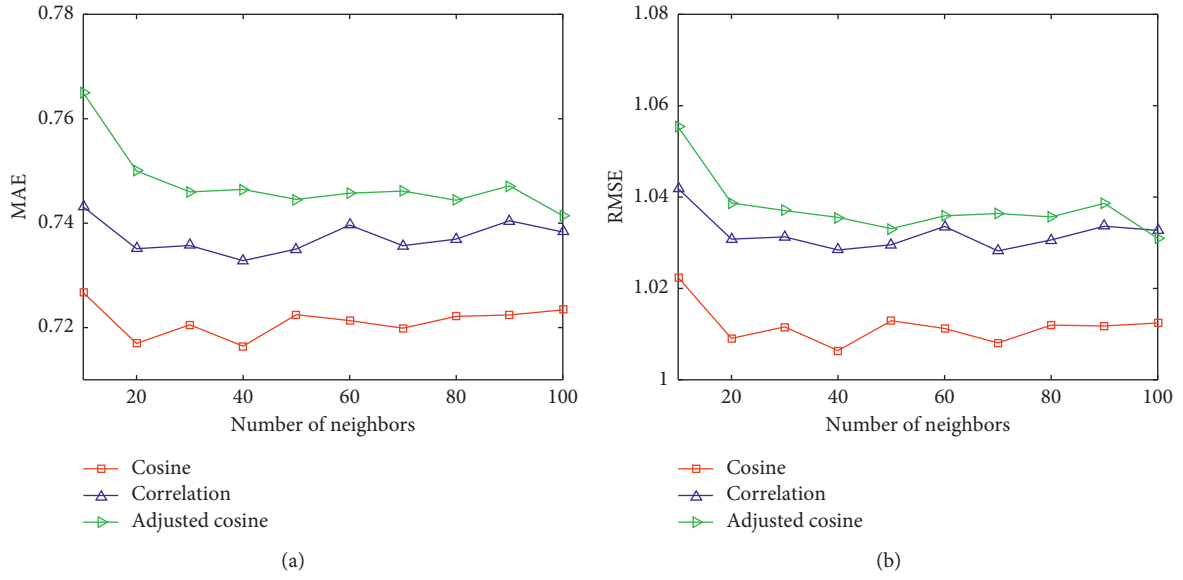 0.78
0.76
0.74
0.72
MAE
20
40
60
80
100
Number of neighbors
Cosine
Correlation
Adjusted cosine
(a)
1.08
1.06
1.04
1.02
1
RMSE
20
40
60
80
100
Number of neighbors
Cosine
Correlation
Adjusted cosine
(b)